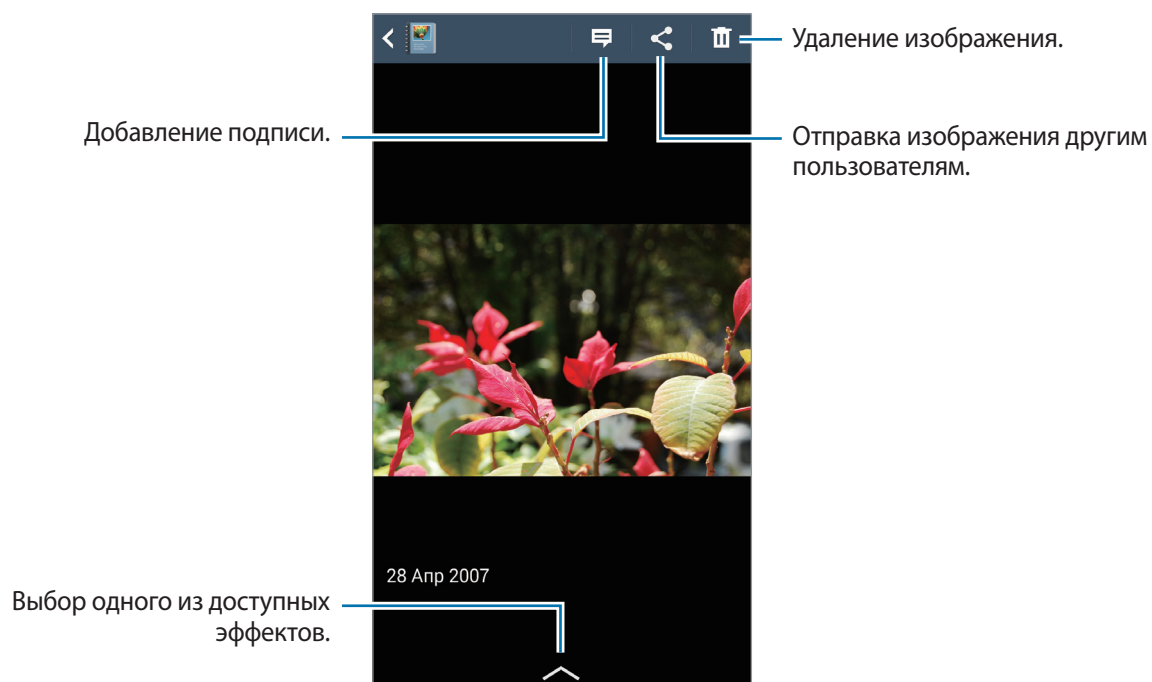 Удаление изображения.
Добавление подписи.
Отправка изображения другим
пользователям.
28 Апр 2007
Выбор одного из доступных
эффектов.